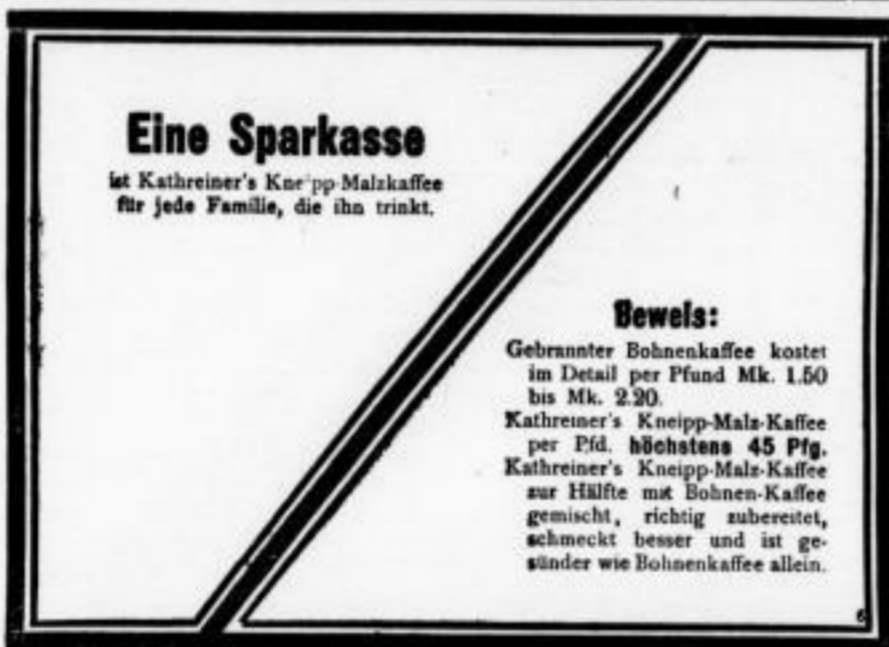 Eine Sparkasse
ist Kathreiner's Kneipp-Malzkaffee
für jede Familie, die ihn trinkt.
Beweis:
Gebrannter Bohnenkaffee kostet
im Detail per Pfund Mk. 1.50
bis Mk. 2.20.
Kathreiner's Kneipp-Malz-Kaffee
per Pfd. höchstens 45 Pfg.
Kathreiner's Kneipp-Malz-Kaffee
zur Hälfte mit Bohnen-Kaffee
gemischt, richtig zubereitet,
schmeckt besser und ist ge-
sünder wie Bohnenkaffee allein.
6